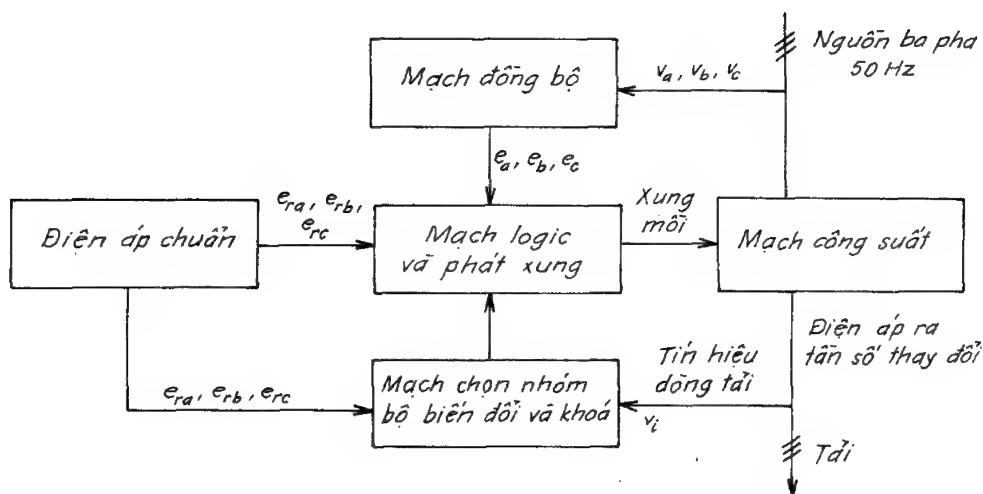 Nguồn ba pha
50 Hz
Mạch đồng bộ
v_a, v_b, v_c
e_a, e_b, e_c
e_ra, e_rb,
e_rc
Điện áp chuẩn
Mạch logic
và phát xung
Xung
mồi
Mạch công suất
Điện áp ra
tần số thay đổi
Tín hiệu
dòng tải
Mạch chọn nhóm
bộ biến đổi và khoá
e_ra, e_rb, e_rc
v_i
Tải